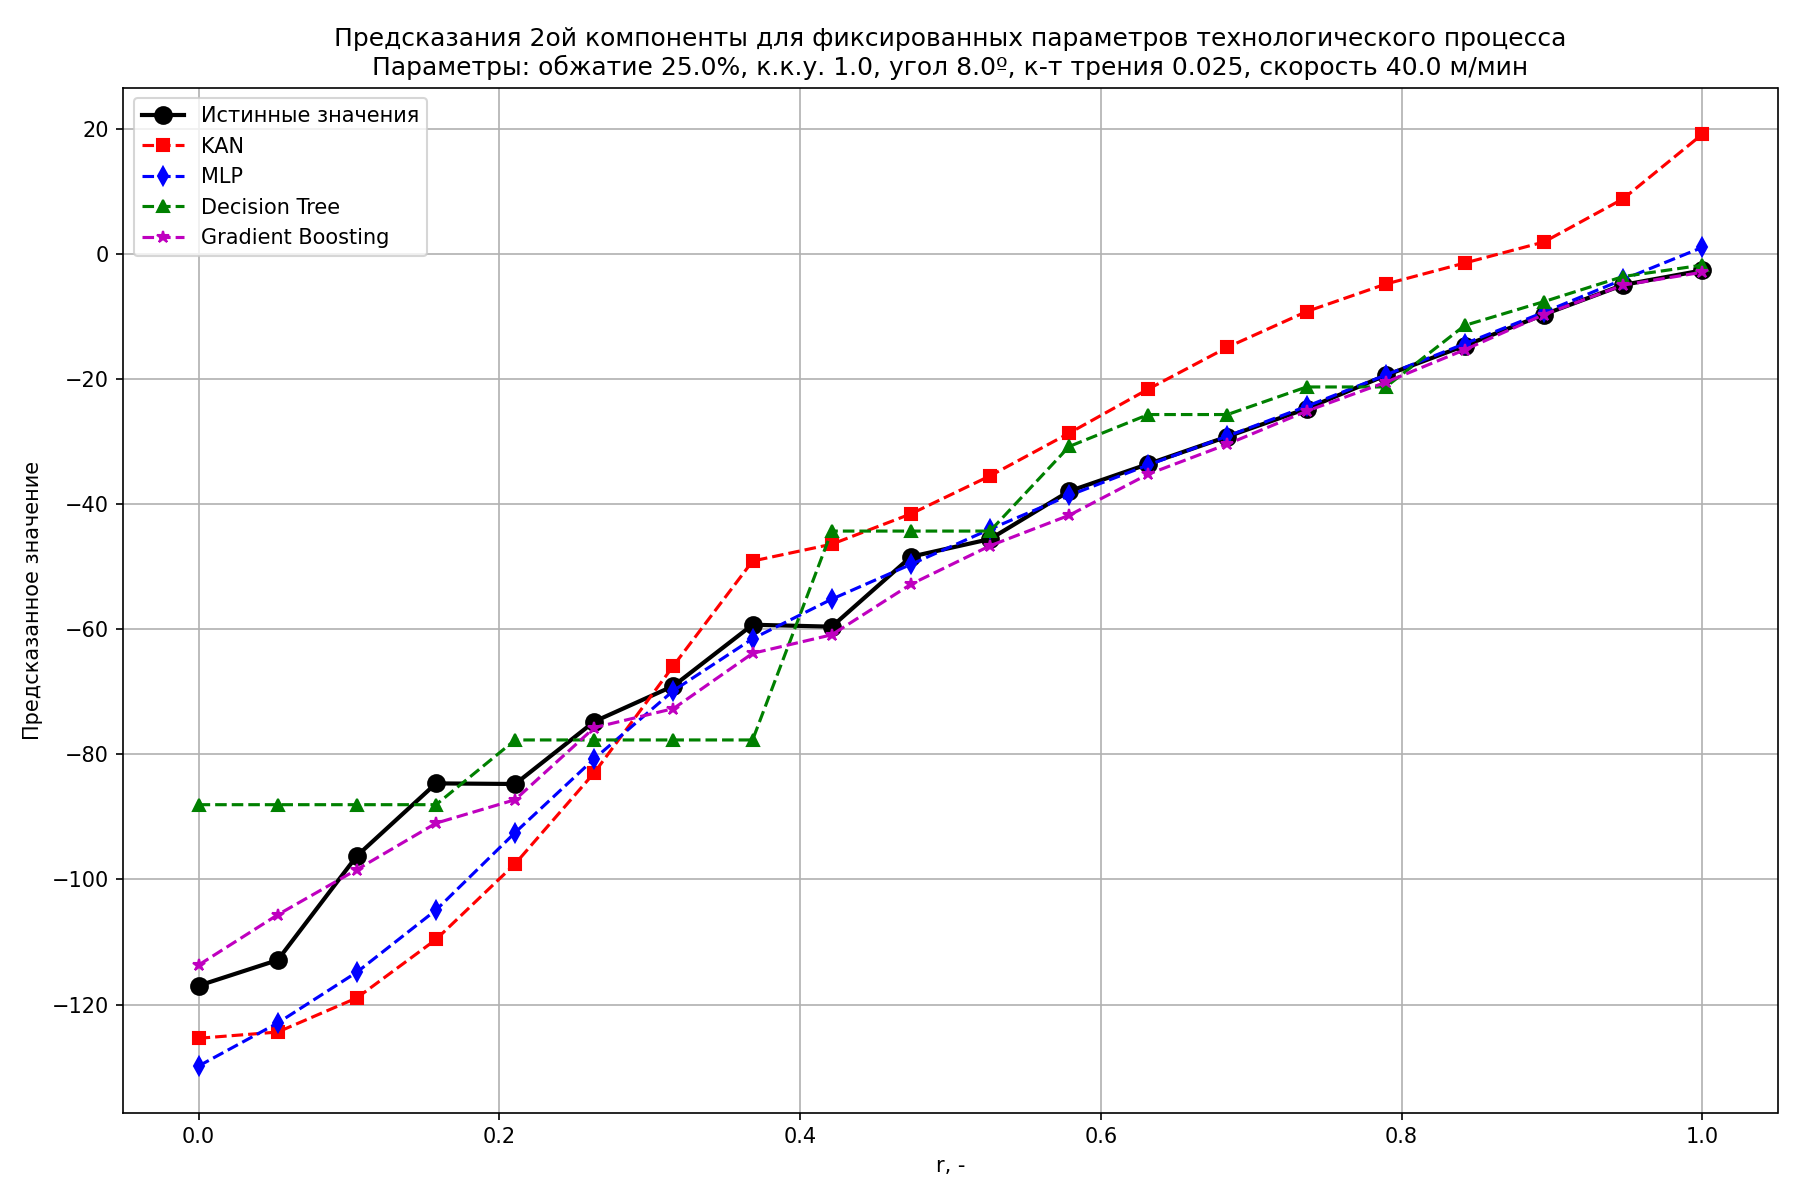 Предсказания 2ой компоненты для фиксированных параметров технологического процесса
Параметры: обжатие 25.0%, к.к.у. 1.0, угол 8.0º, к-т трения 0.025, скорость 40.0 м/мин
Истинные значения
KAN
MLP
Decision Tree
Gradient Boosting
Предсказанное значение
20
0
−20
−40
−60
−80
−100
−120
0.0 0.2 0.4 0.6 0.8 1.0
r, -